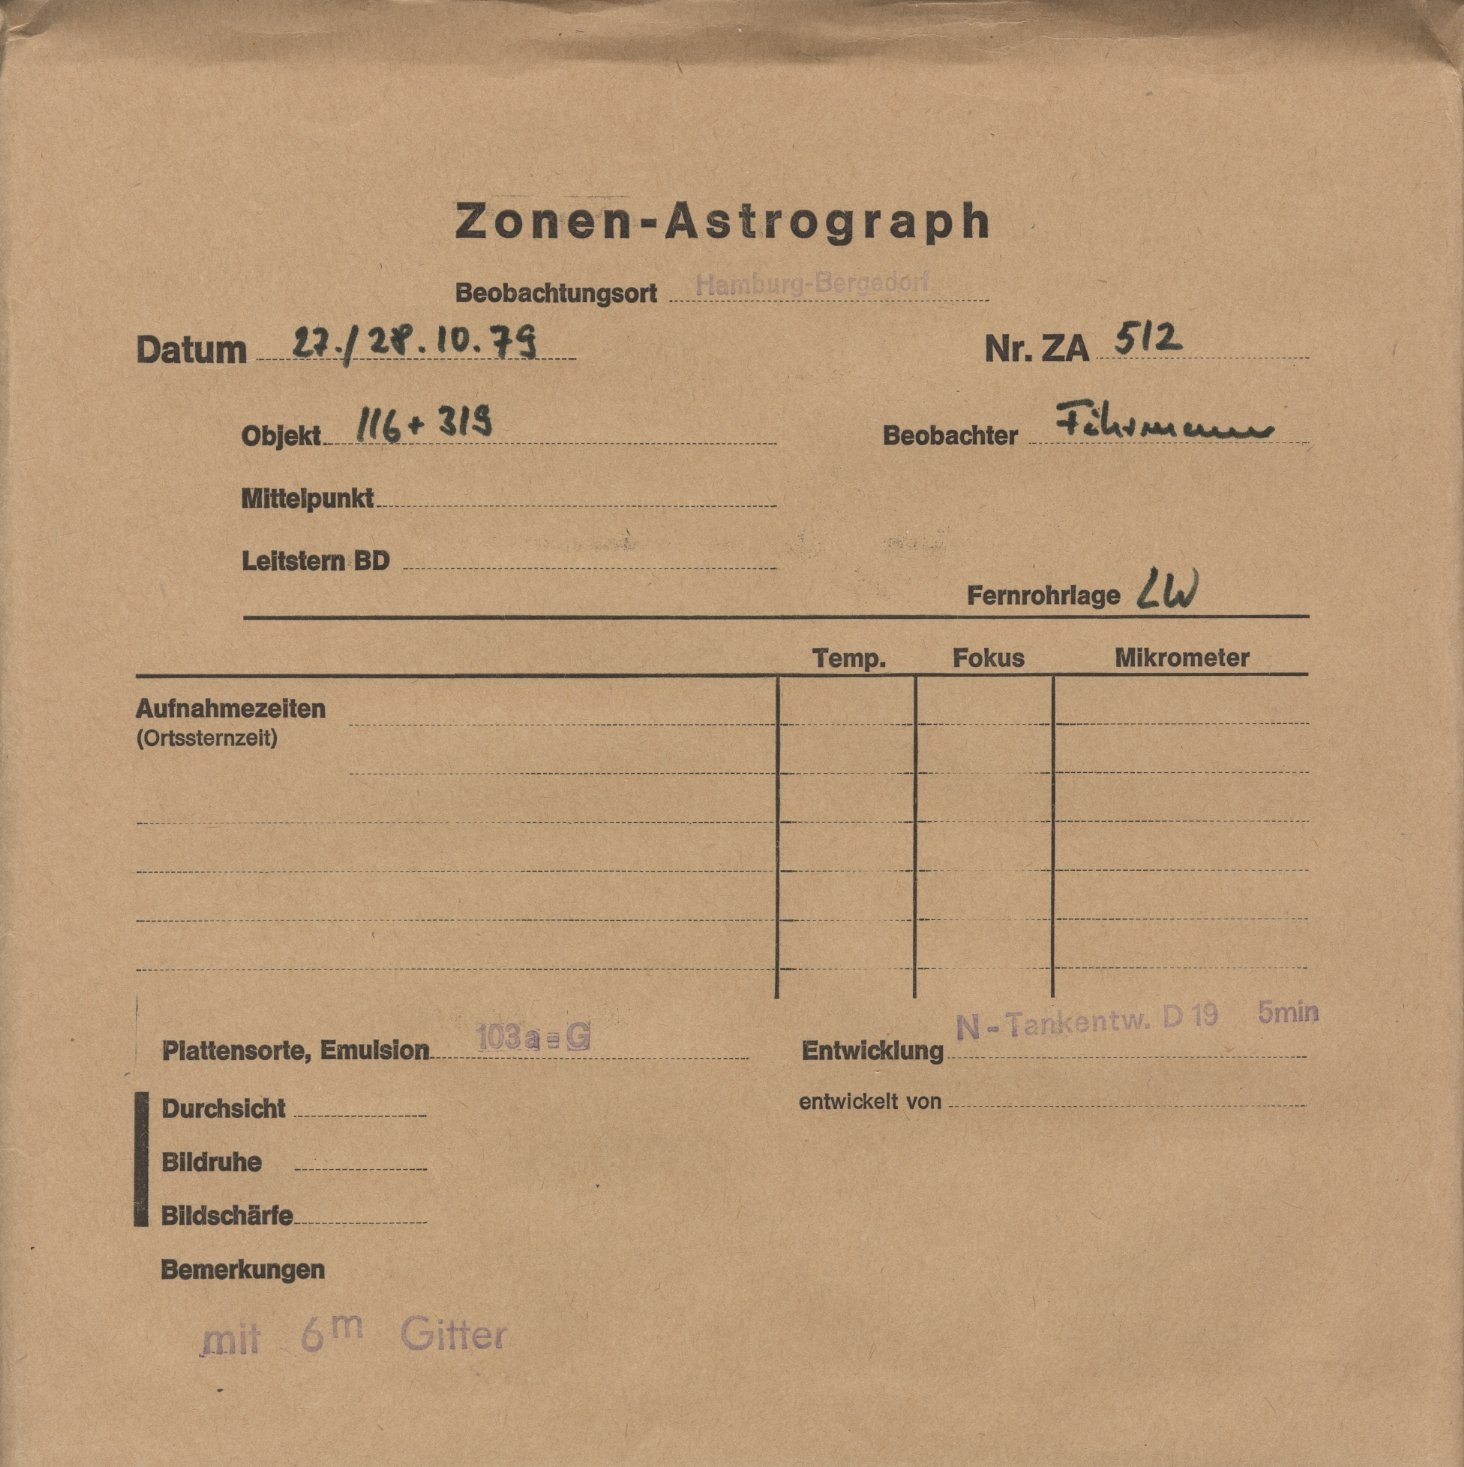 Zonen-Astrograph
Beobachtungsort Hamburg-Bergedorf
Datum 27./28.10.79 Nr. ZA 512
Objekt 116+319 Beobachter Fährmann
Mittelpunkt
Leitstern BD
Fernrohrlage LW
Temp. Fokus Mikrometer
Aufnahmezeiten
(Ortssternzeit)
Plattensorte, Emulsion 103a-G Entwicklung N-Tankentw. D 19 5min
Durchsicht entwickelt von
Bildruhe
Bildschärfe
Bemerkungen
mit 6m Gitter